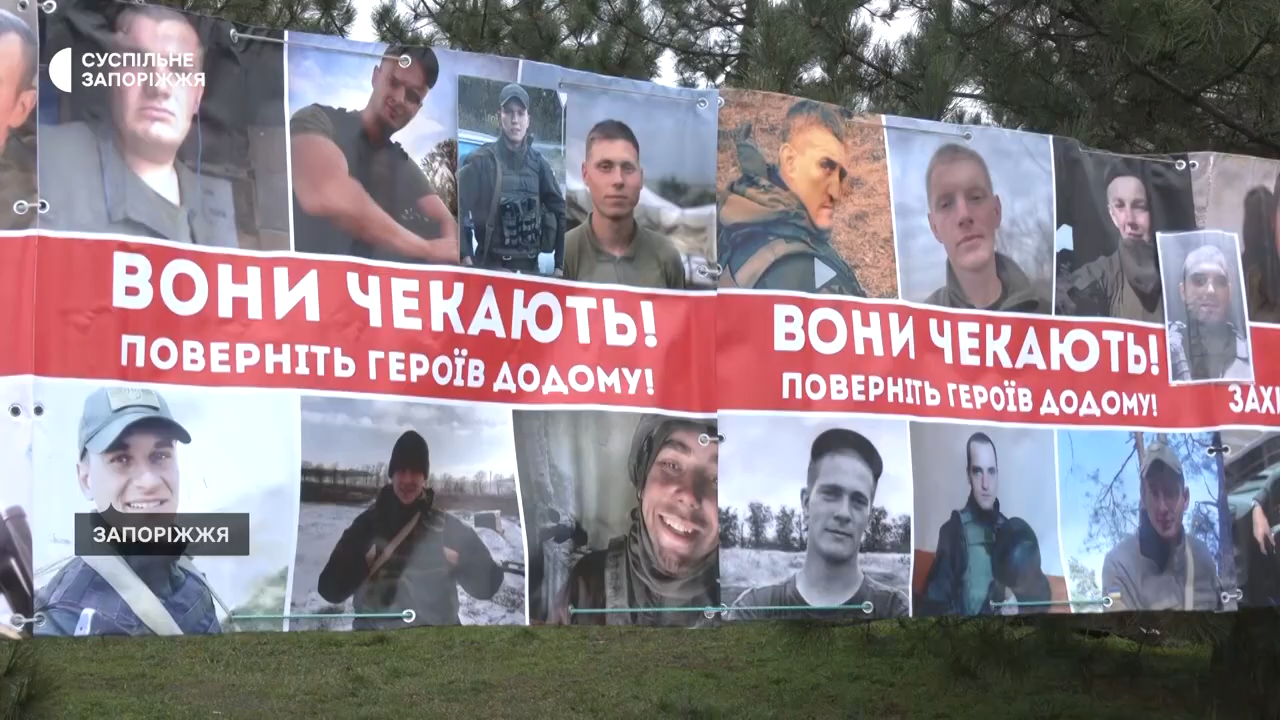 СУСПІЛЬНЕ
ЗАПОРІЖЖЯ
ВОНИ ЧЕКАЮТЬ!
ПОВЕРНІТЬ ГЕРОЇВ ДОДОМУ!
ВОНИ ЧЕКАЮТЬ!
ПОВЕРНІТЬ ГЕРОЇВ ДОДОМУ!
ЗАПОРІЖЖЯ